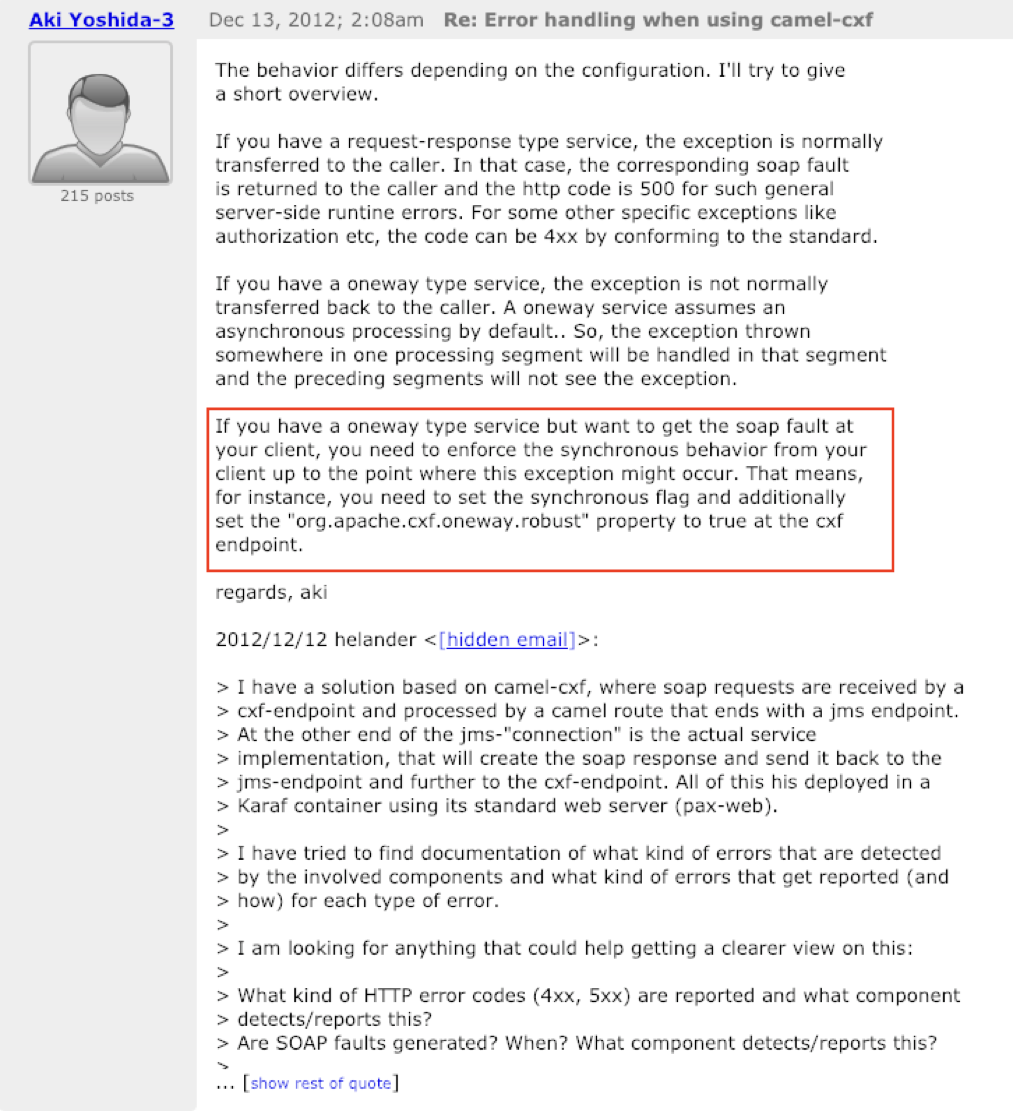 Aki Yoshida-3
Dec 13, 2012; 2:08am Re: Error handling when using camel-cxf
215 posts
The behavior differs depending on the configuration. I'll try to give
a short overview.
If you have a request-response type service, the exception is normally
transferred to the caller. In that case, the corresponding soap fault
is returned to the caller and the http code is 500 for such general
server-side runtine errors. For some other specific exceptions like
authorization etc, the code can be 4xx by conforming to the standard.
If you have a oneway type service, the exception is not normally
transferred back to the caller. A oneway service assumes an
asynchronous processing by default.. So, the exception thrown
somewhere in one processing segment will be handled in that segment
and the preceding segments will not see the exception.
If you have a oneway type service but want to get the soap fault at
your client, you need to enforce the synchronous behavior from your
client up to the point where this exception might occur. That means,
for instance, you need to set the synchronous flag and additionally
set the "org.apache.cxf.oneway.robust" property to true at the cxf
endpoint.
regards, aki
2012/12/12 helander <[hidden email]>:
> I have a solution based on camel-cxf, where soap requests are received by a
> cxf-endpoint and processed by a camel route that ends with a jms endpoint.
> At the other end of the jms-"connection" is the actual service
> implementation, that will create the soap response and send it back to the
> jms-endpoint and further to the cxf-endpoint. All of this his deployed in a
> Karaf container using its standard web server (pax-web).
>
> I have tried to find documentation of what kind of errors that are detected
> by the involved components and what kind of errors that get reported (and
> how) for each type of error.
>
> I am looking for anything that could help getting a clearer view on this:
>
> What kind of HTTP error codes (4xx, 5xx) are reported and what component
> detects/reports this?
> Are SOAP faults generated? When? What component detects/reports this?
>
... [show rest of quote]